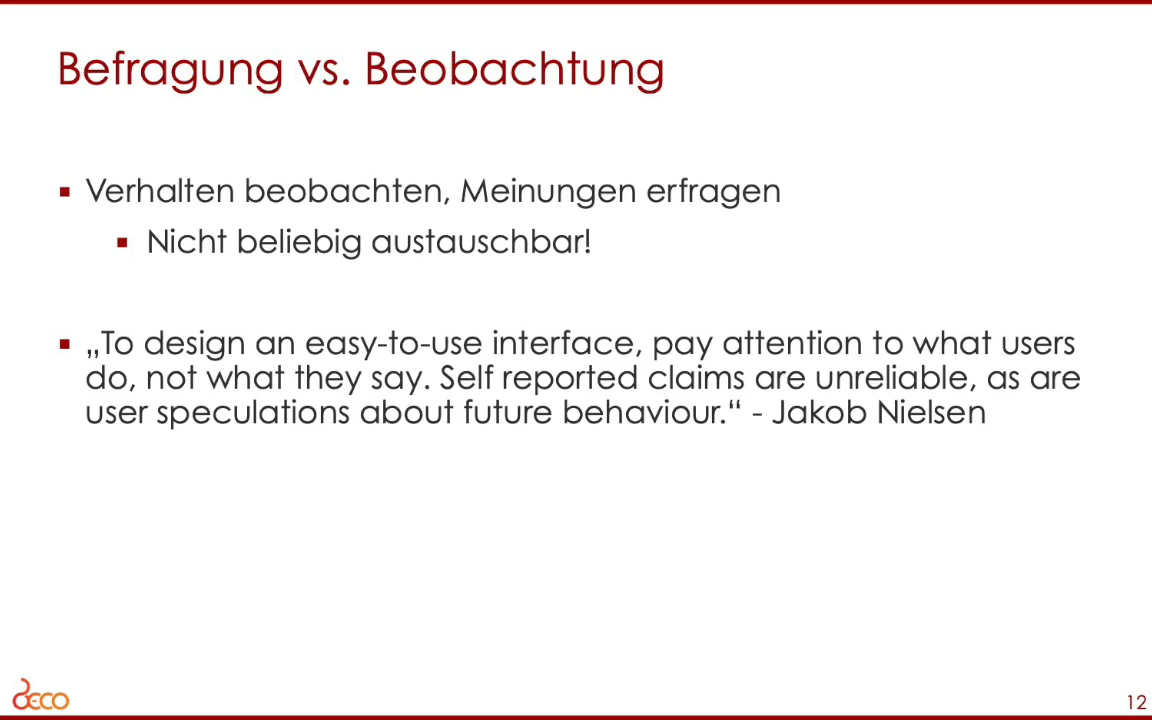 Befragung vs. Beobachtung
▪ Verhalten beobachten, Meinungen erfragen
▪ Nicht beliebig austauschbar!
▪ „To design an easy-to-use interface, pay attention to what users
do, not what they say. Self reported claims are unreliable, as are
user speculations about future behaviour.“ - Jakob Nielsen
DECO
12